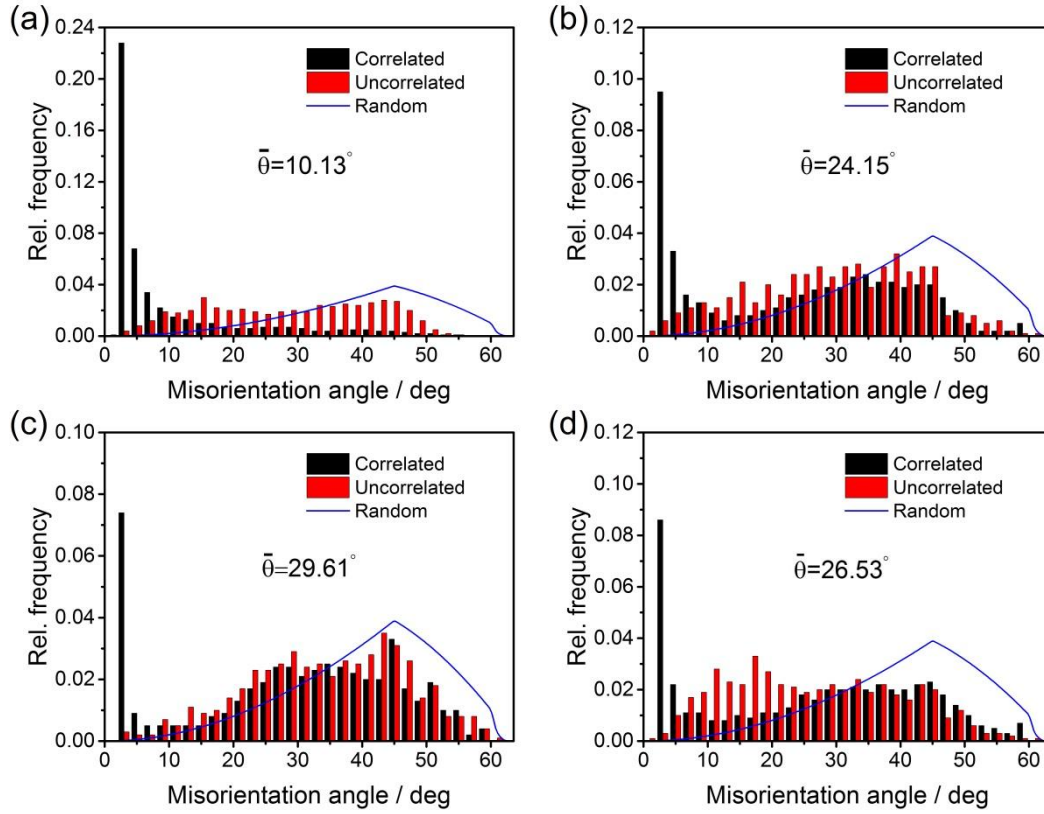 (a)
0.24
0.20
0.16
0.12
0.08
0.04
0.00
Rel. frequency
Correlated
Uncorrelated
Random
θ̄=10.13°
0 10 20 30 40 50 60
Misorientation angle / deg
(b)
0.12
0.10
0.08
0.06
0.04
0.02
0.00
Rel. frequency
Correlated
Uncorrelated
Random
θ̄=24.15°
0 10 20 30 40 50 60
Misorientation angle / deg
(c)
0.10
0.08
0.06
0.04
0.02
0.00
Rel. frequency
Correlated
Uncorrelated
Random
θ̄=29.61°
0 10 20 30 40 50 60
Misorientation angle / deg
(d)
0.12
0.10
0.08
0.06
0.04
0.02
0.00
Rel. frequency
Correlated
Uncorrelated
Random
θ̄=26.53°
0 10 20 30 40 50 60
Misorientation angle / deg